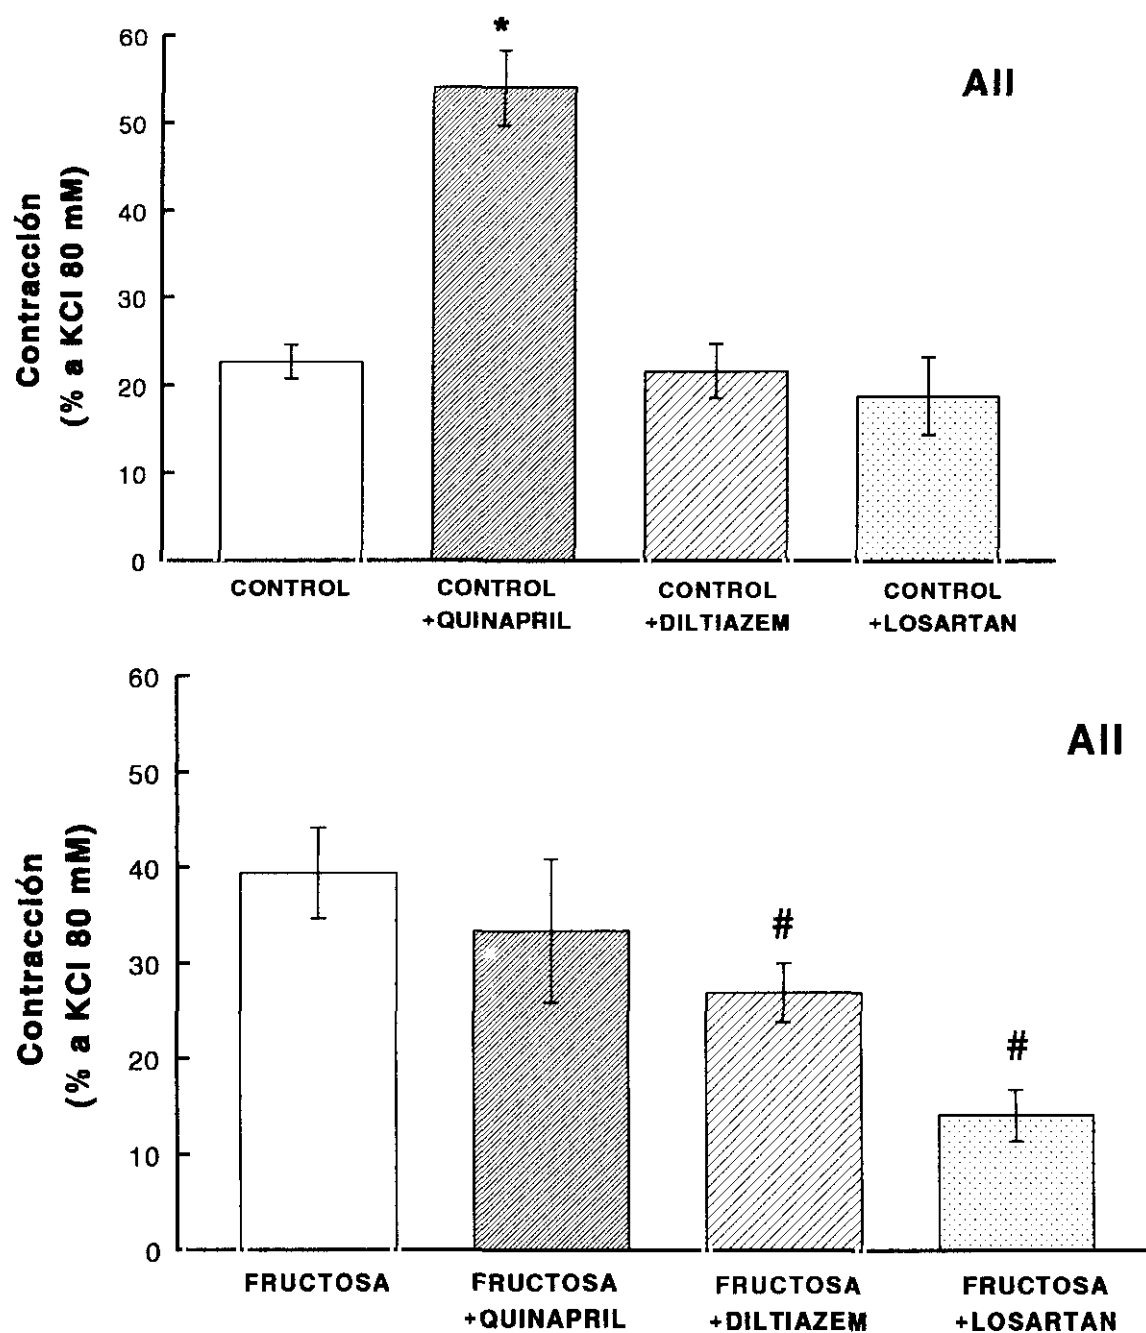 *
60
50
40
30
20
10
0
Contracción
(% a KCl 80 mM)
AII
CONTROL
CONTROL
+QUINAPRIL
CONTROL
+DILTIAZEM
CONTROL
+LOSARTAN
60
50
40
30
20
10
0
Contracción
(% a KCl 80 mM)
AII
#
#
FRUCTOSA
FRUCTOSA
+QUINAPRIL
FRUCTOSA
+DILTIAZEM
FRUCTOSA
+LOSARTAN